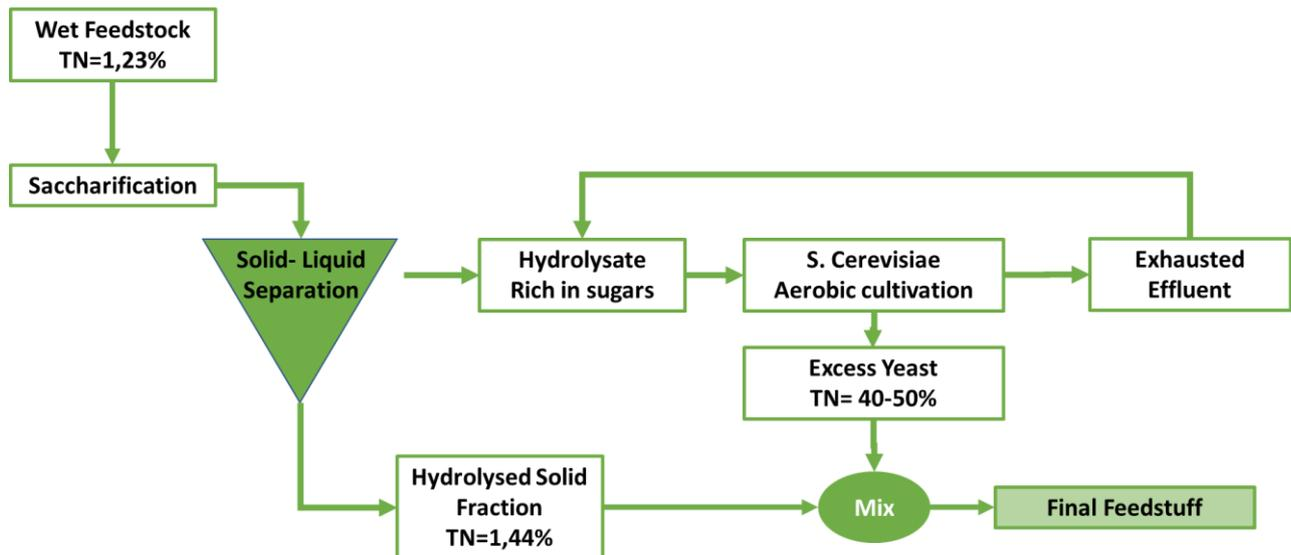 Wet Feedstock
TN=1,23%
Saccharification
Solid- Liquid
Separation
Hydrolysate
Rich in sugars
S. Cerevisiae
Aerobic cultivation
Exhausted
Effluent
Excess Yeast
TN= 40-50%
Hydrolysed Solid
Fraction
TN=1,44%
Mix
Final Feedstuff